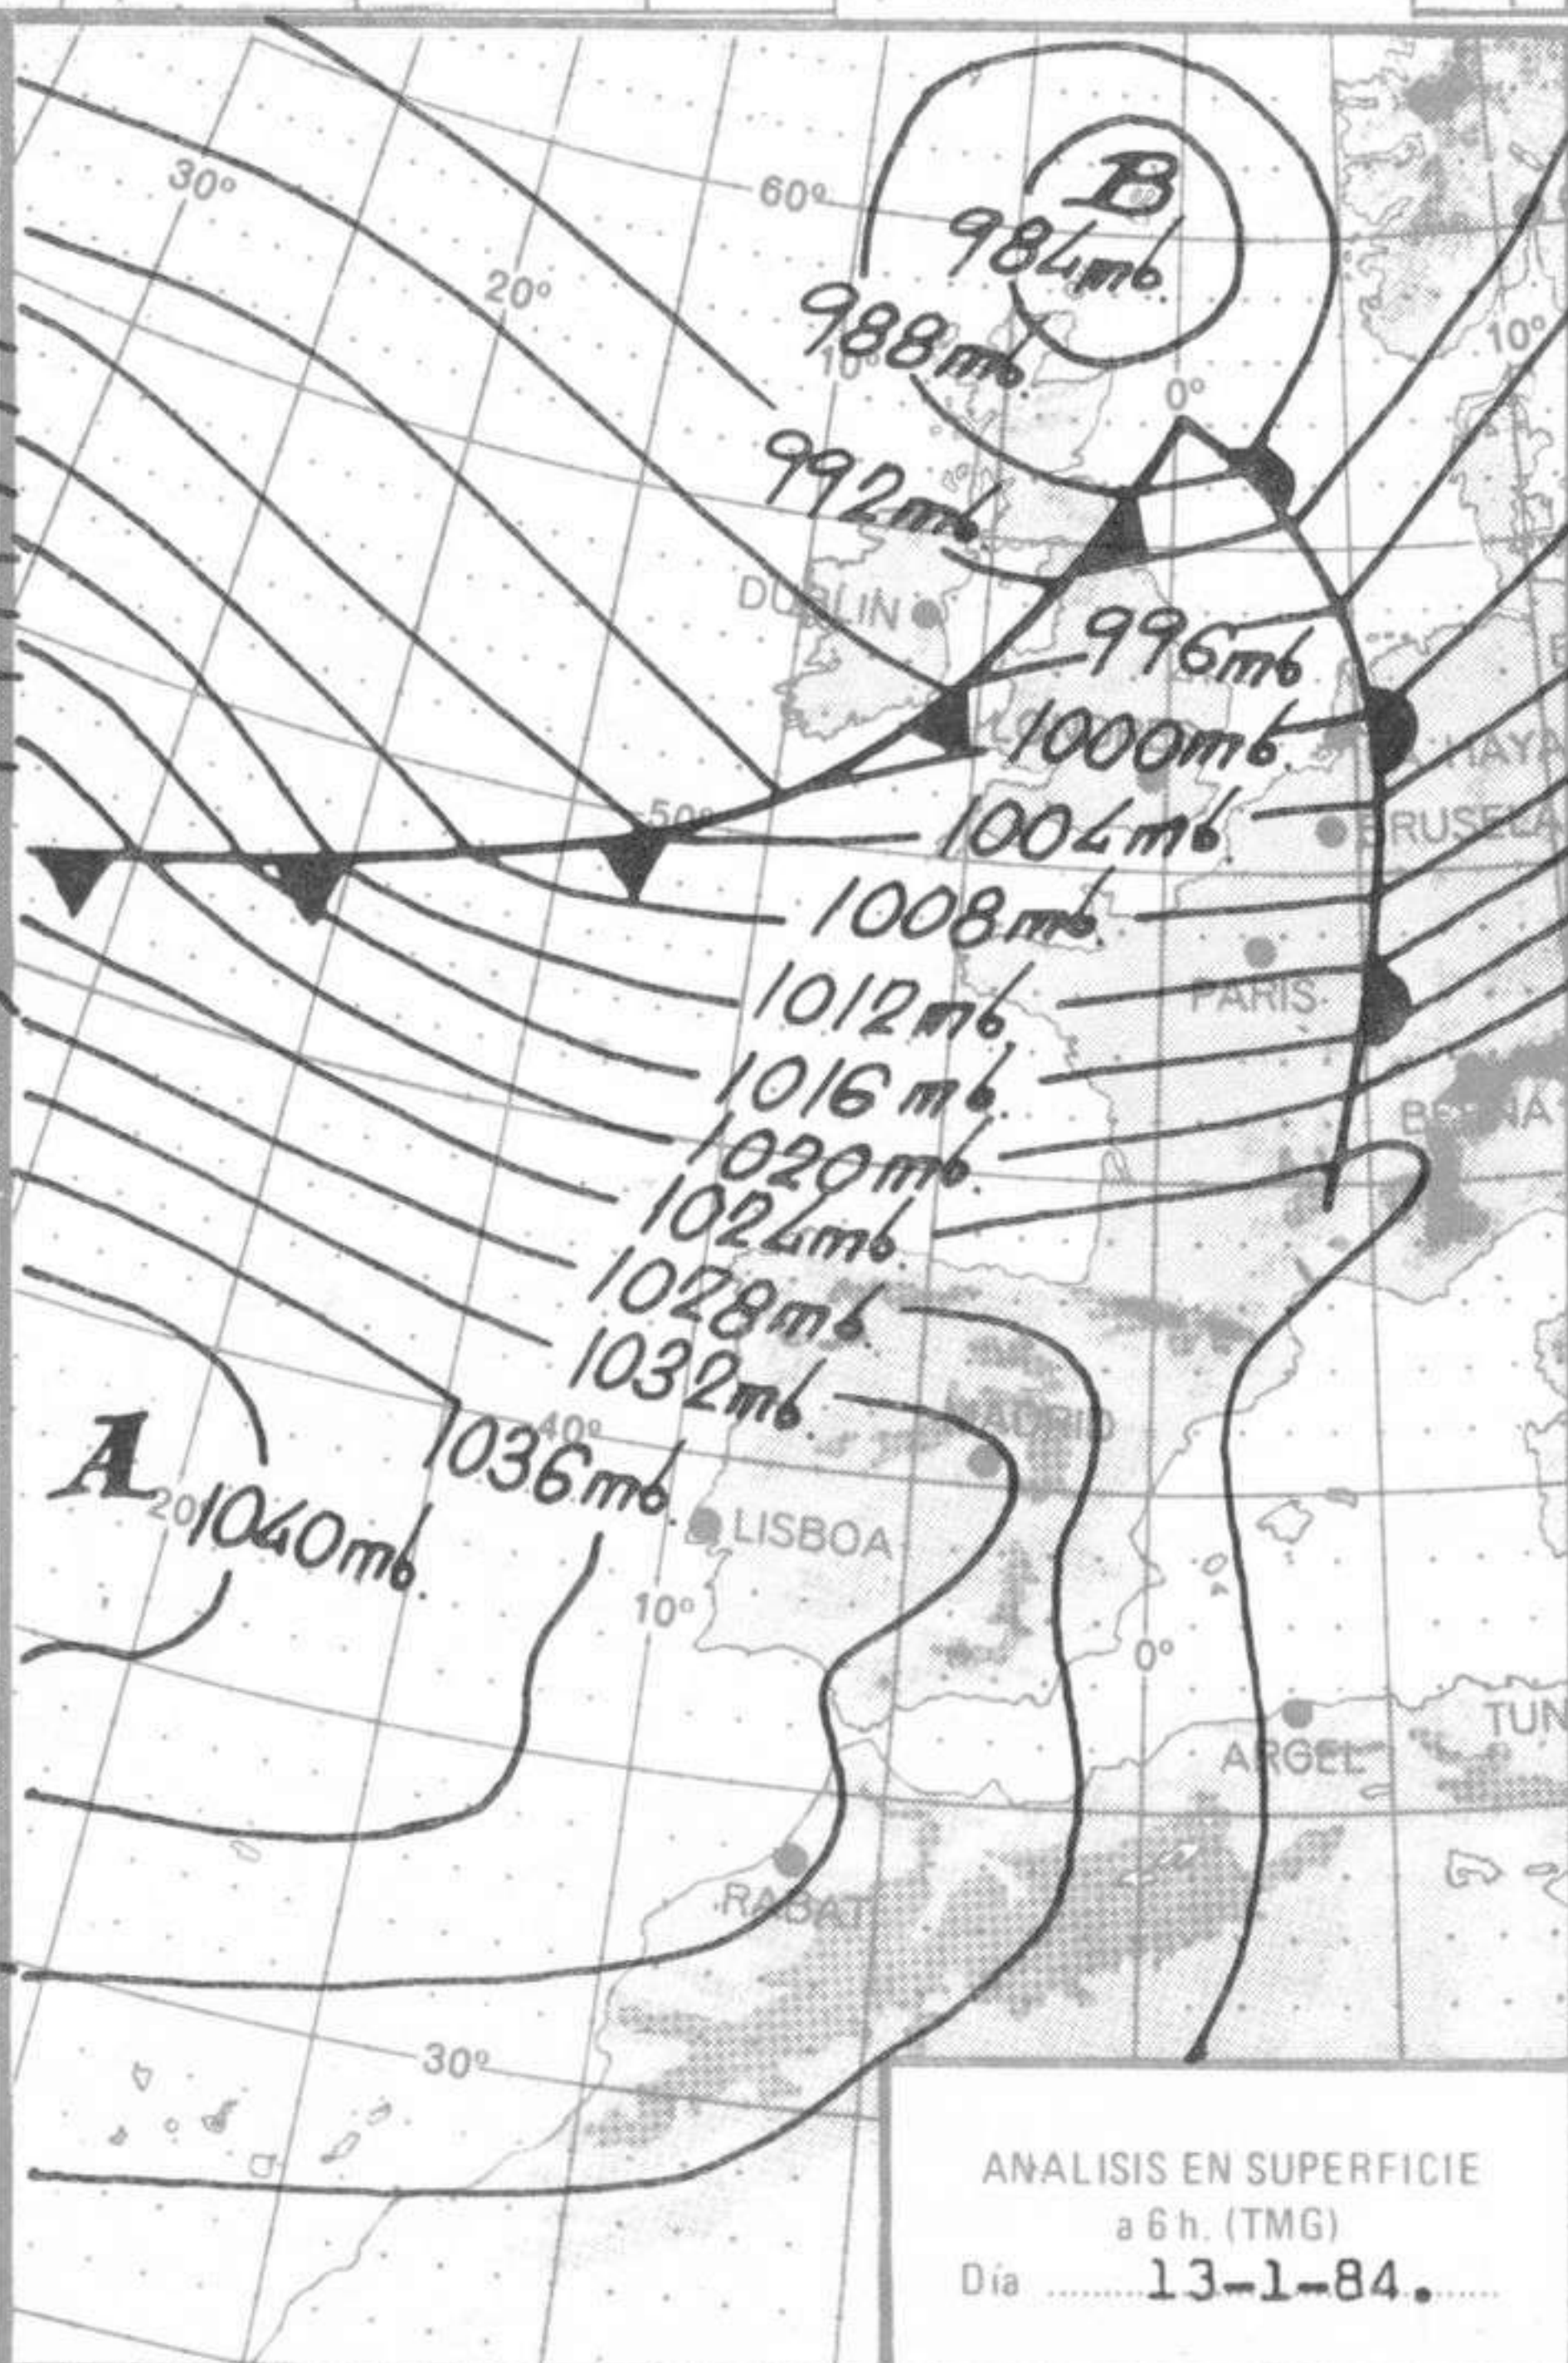 30°
60°
B
984mb.
20°
988mb.
10°
10°
0°
992mb.
DUBLIN
996mb
1000mb.
HAYA
50°
1004mb.
BRUSELA
1008mb.
1012mb.
PARIS
1016mb.
BERNA
1020mb.
1024mb.
1028mb.
1032mb.
MADRID
40°
A
1036mb.
20°
1040mb.
LISBOA
10°
0°
TUN
ARGEL
RABAT
30°
ANALISIS EN SUPERFICIE
a 6 h. (TMG)
Día 13-1-84.